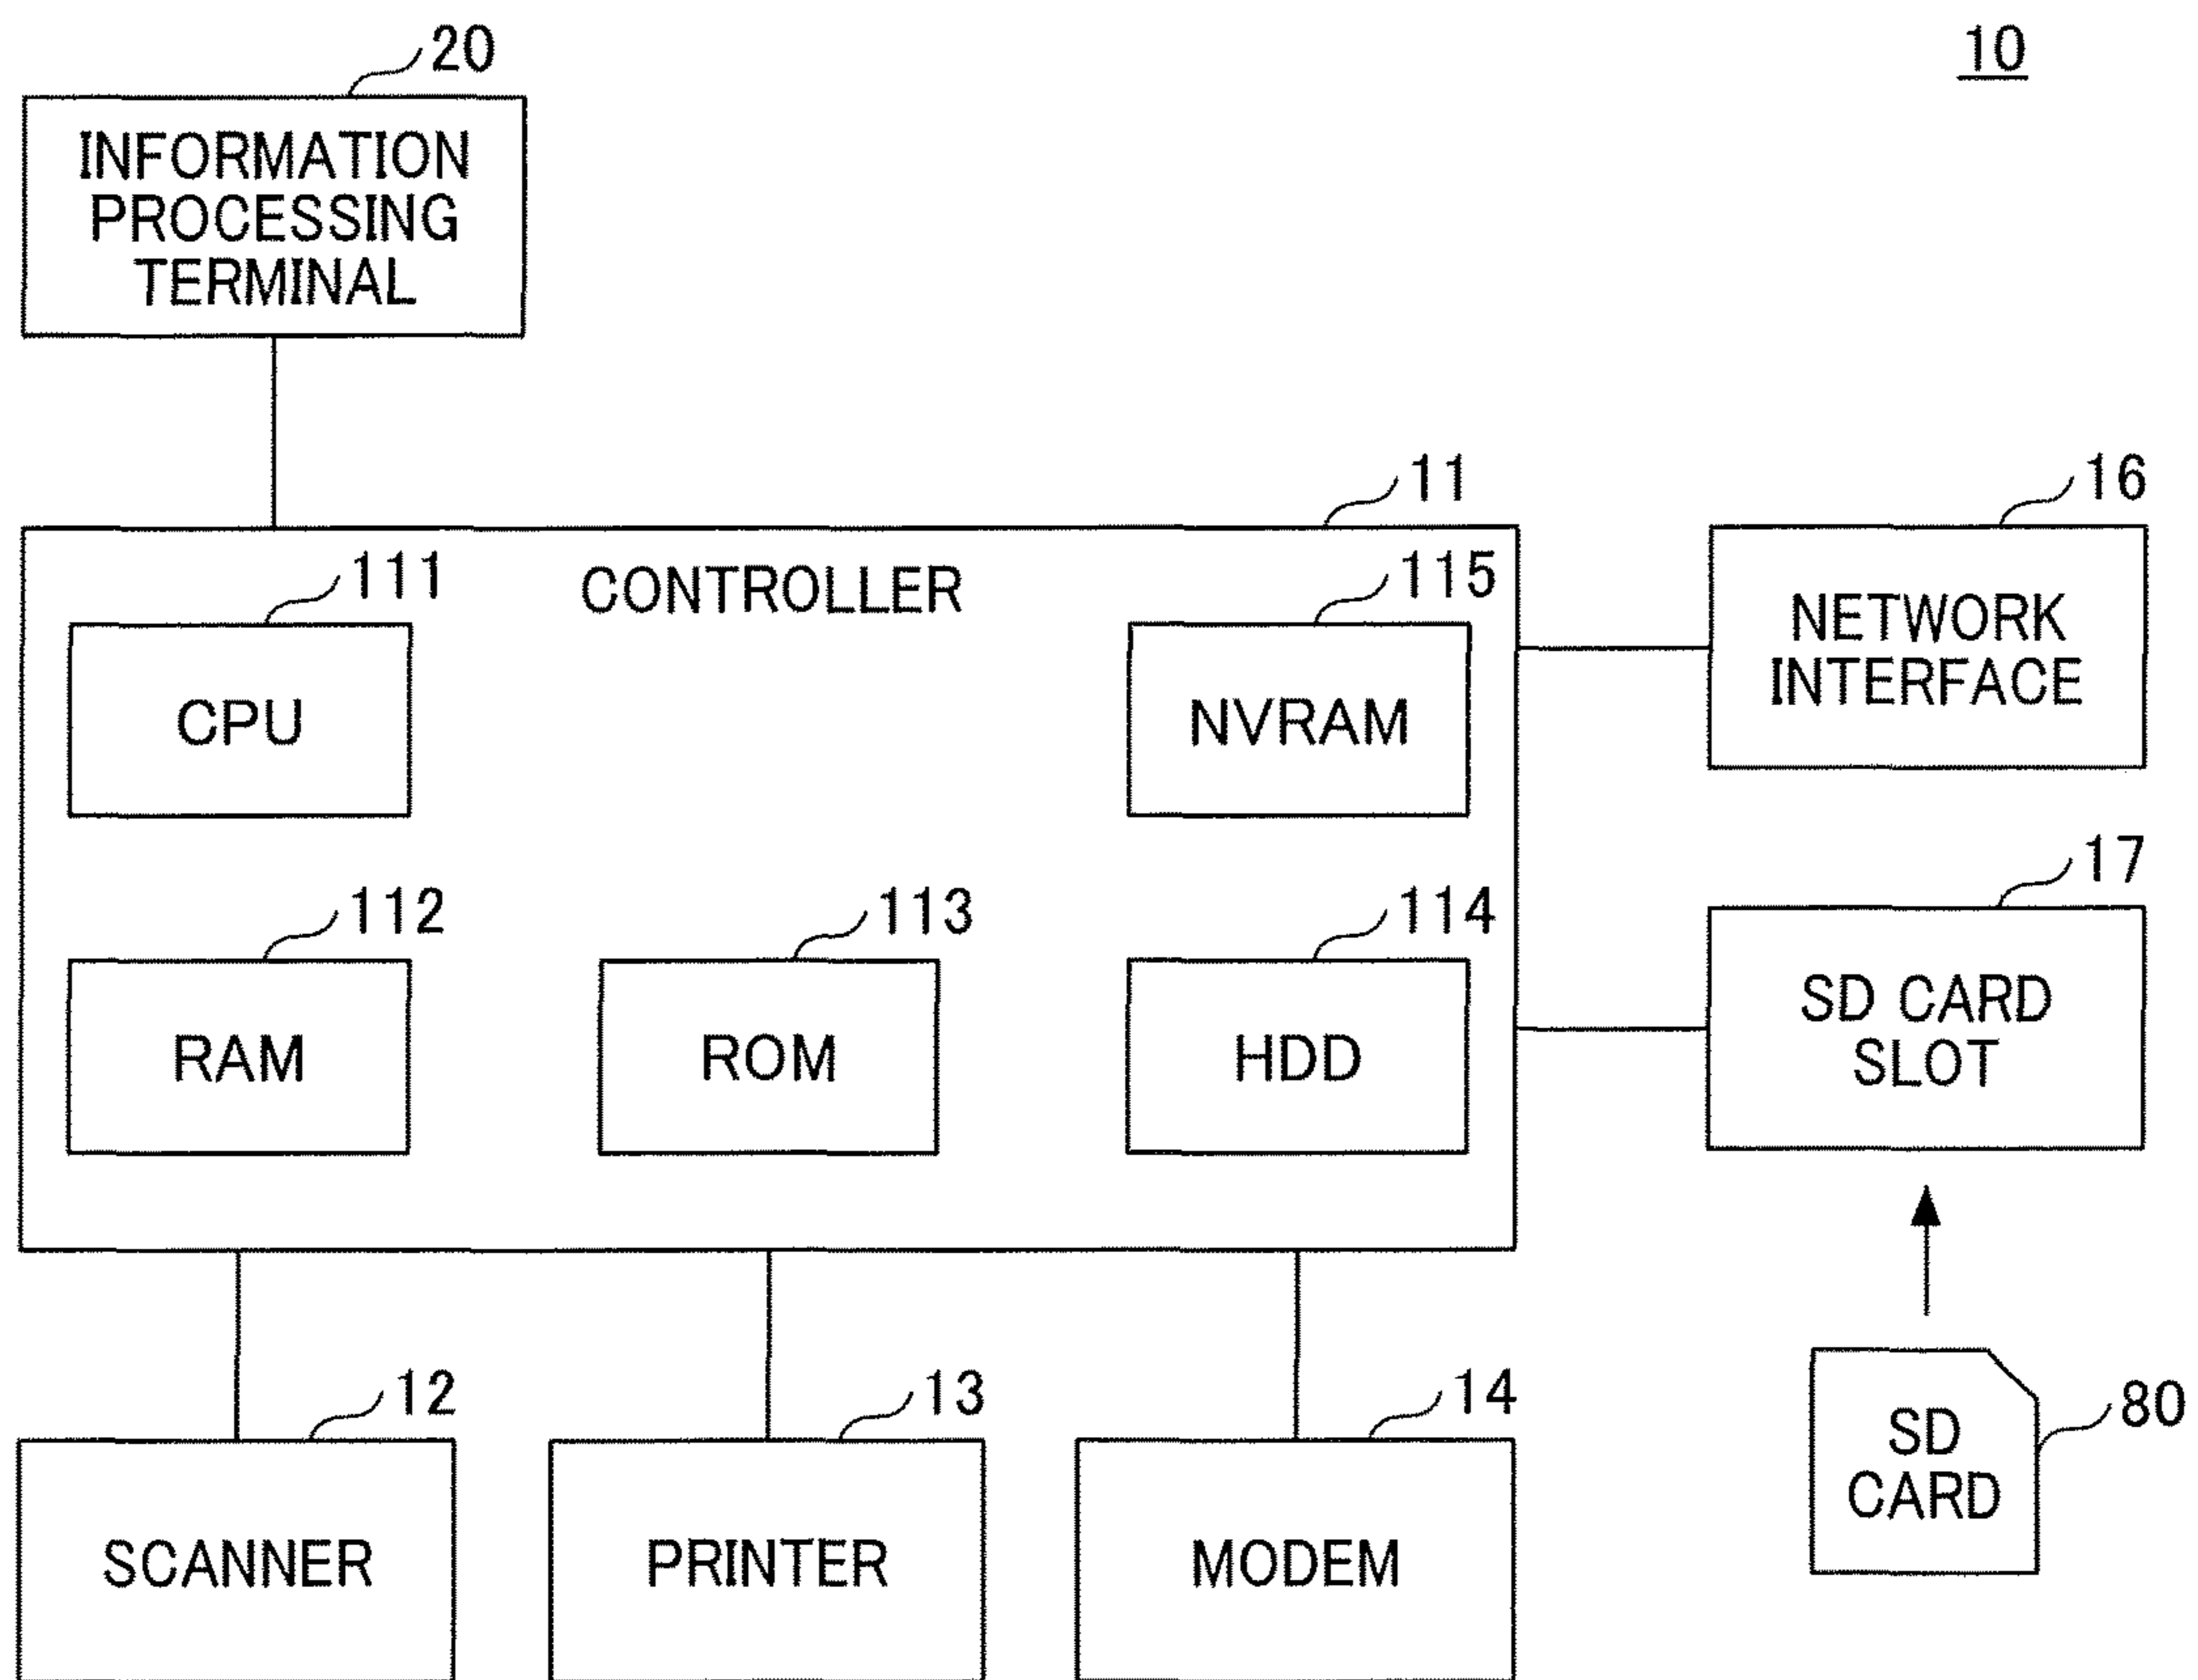 20
10
INFORMATION
PROCESSING
TERMINAL
11
16
CONTROLLER
111
115
CPU
NVRAM
NETWORK
INTERFACE
17
112
113
114
RAM
ROM
HDD
SD CARD
SLOT
12
13
14
80
SCANNER
PRINTER
MODEM
SD
CARD